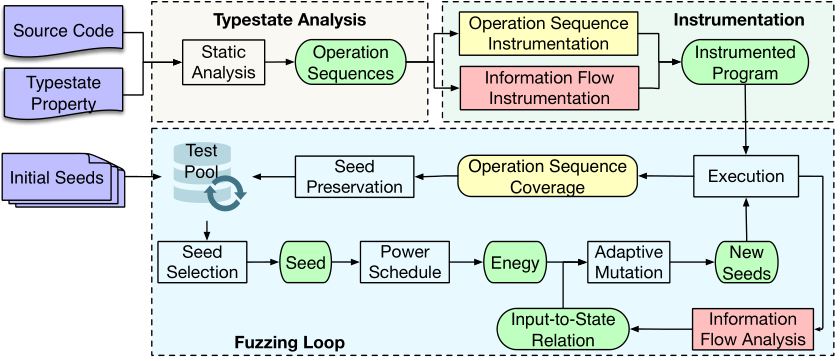 Source Code
Typestate
Property
Initial Seeds
Typestate Analysis
Static
Analysis
Operation
Sequences
Instrumentation
Operation Sequence
Instrumentation
Information Flow
Instrumentation
Instrumented
Program
Test
Pool
Seed
Preservation
Operation Sequence
Coverage
Execution
Seed
Selection
Seed
Power
Schedule
Enegy
Adaptive
Mutation
New
Seeds
Input-to-State
Relation
Information
Flow Analysis
Fuzzing Loop